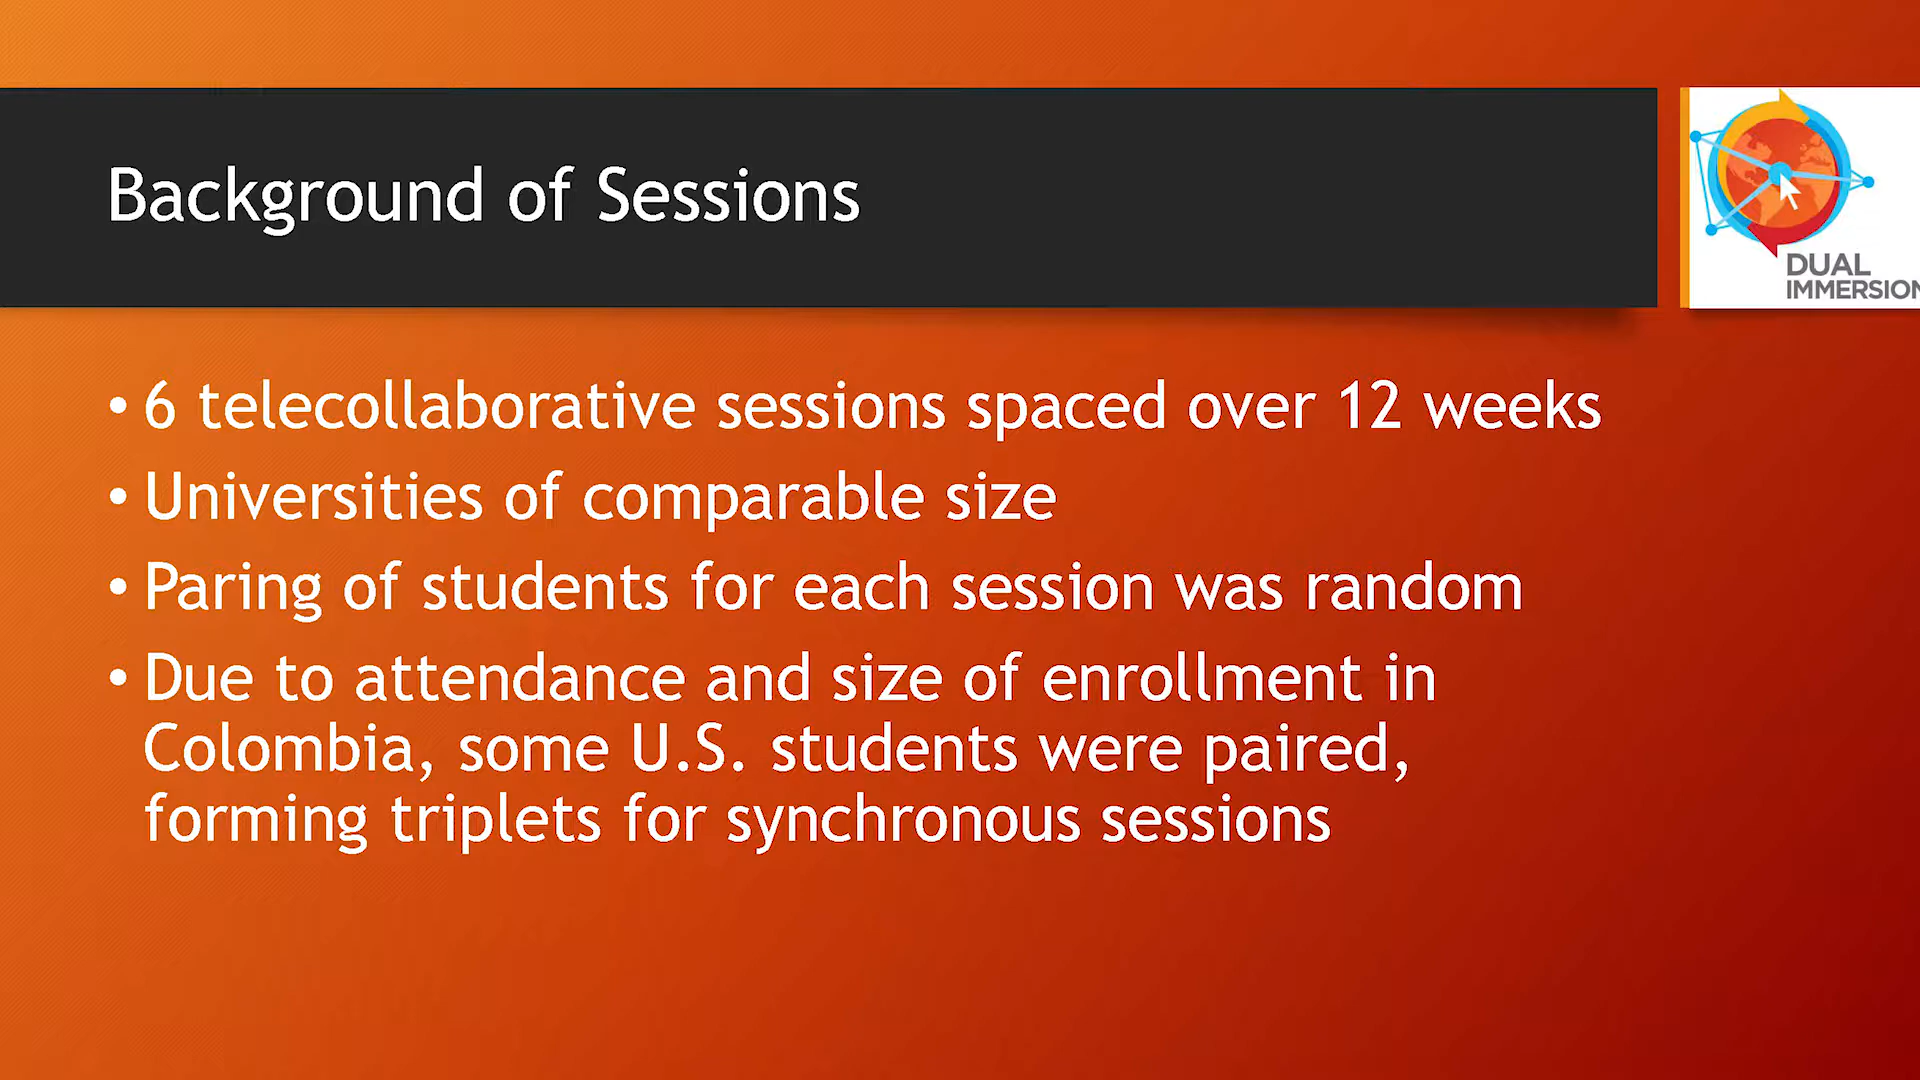 Background of Sessions
DUAL
IMMERSION
• 6 telecollaborative sessions spaced over 12 weeks
• Universities of comparable size
• Paring of students for each session was random
• Due to attendance and size of enrollment in
Colombia, some U.S. students were paired,
forming triplets for synchronous sessions